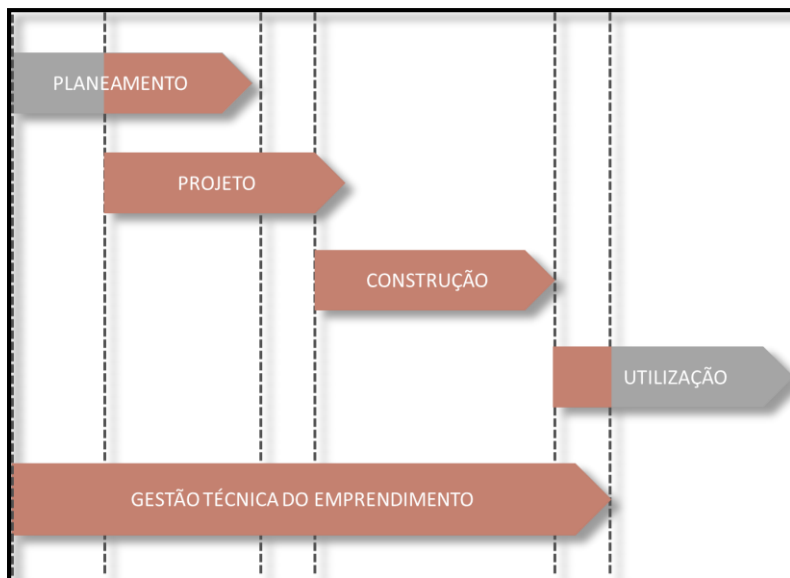 PLANEAMENTO
PROJETO
CONSTRUÇÃO
UTILIZAÇÃO
GESTÃO TÉCNICA DO EMPRENDIMENTO